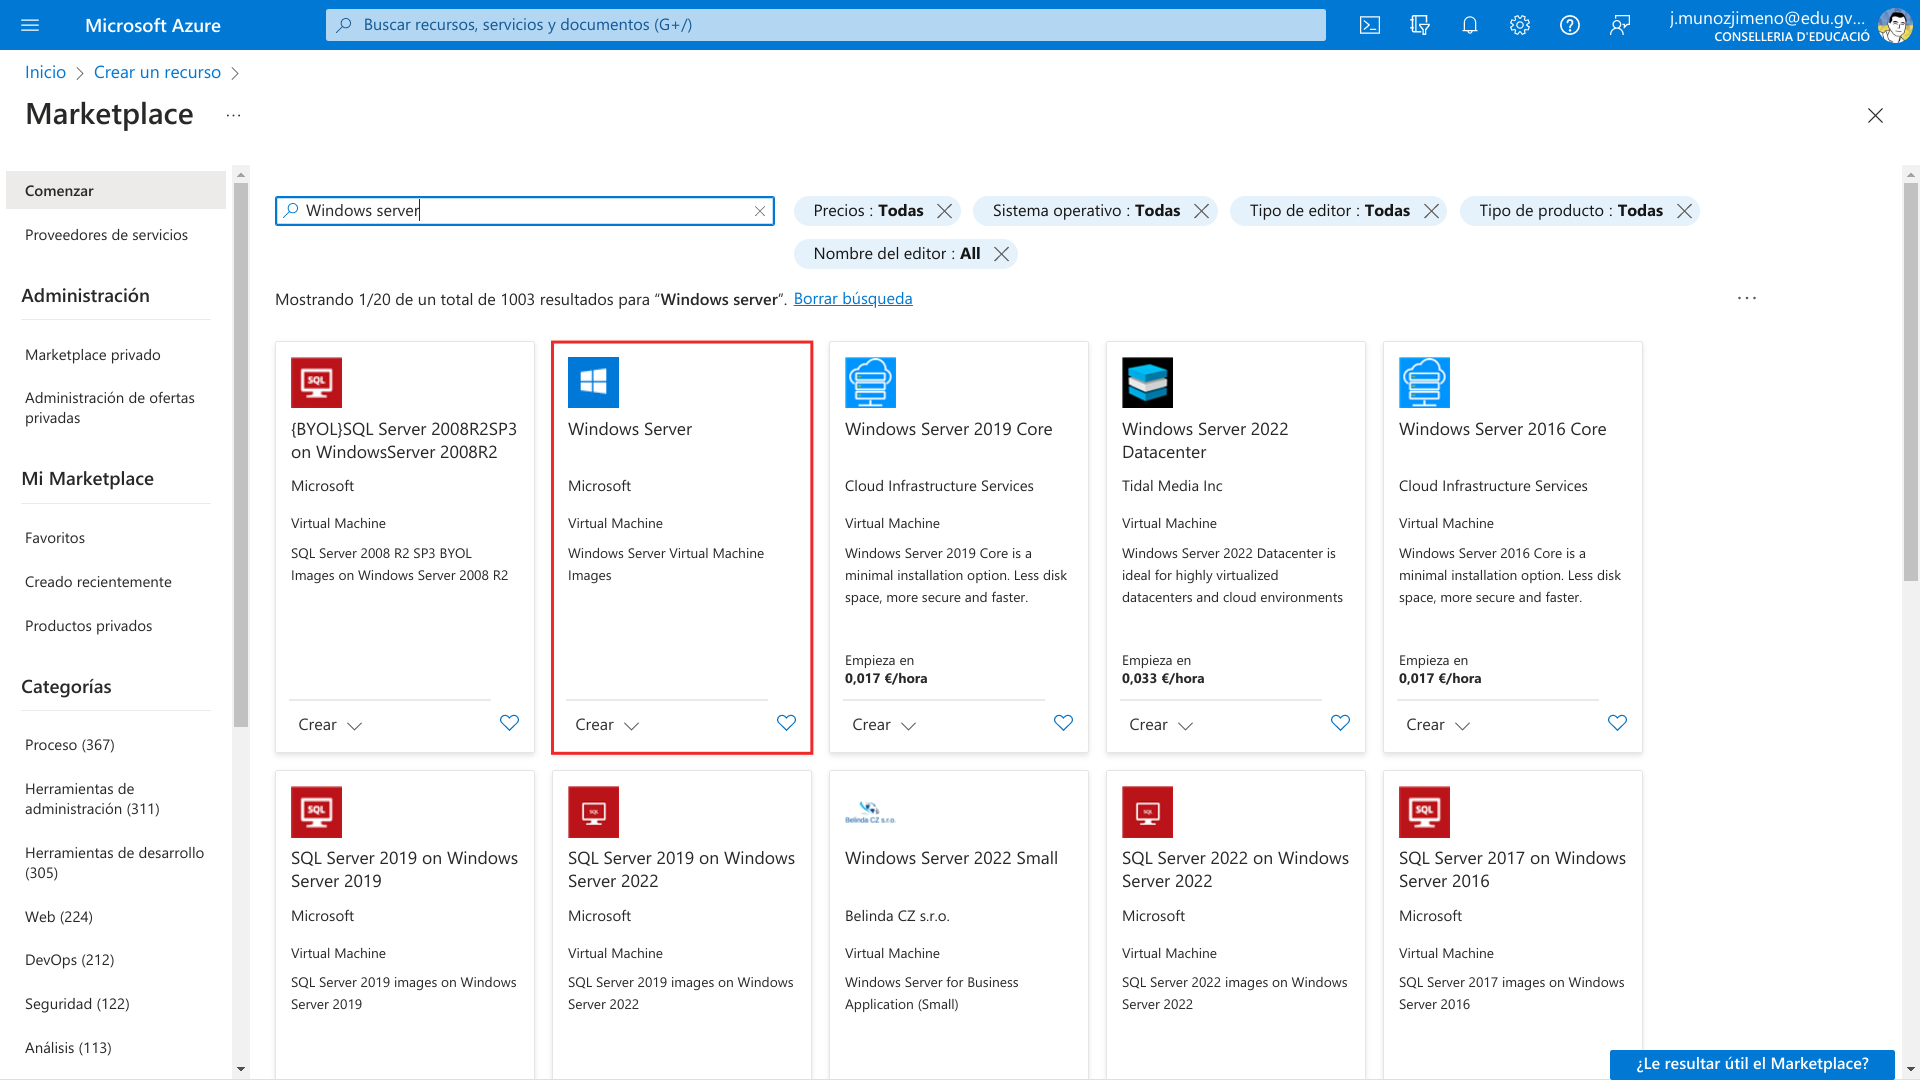 Microsoft Azure
Buscar recursos, servicios y documentos (G+/)
j.munozjimeno@edu.gv...
CONSELLERIA D'EDUCACIÓ
Inicio
Crear un recurso
Marketplace
...
Comenzar
Proveedores de servicios
Administración
Marketplace privado
Administración de ofertas
privadas
Mi Marketplace
Favoritos
Creado recientemente
Productos privados
Categorías
Proceso (367)
Herramientas de
administración (311)
Herramientas de desarrollo
(305)
Web (224)
DevOps (212)
Seguridad (122)
Análisis (113)
Windows server
Precios : Todas
Sistema operativo : Todas
Tipo de editor : Todas
Tipo de producto : Todas
Nombre del editor : All
Mostrando 1/20 de un total de 1003 resultados para “Windows server”. Borrar búsqueda
...
SQL
{BYOL}SQL Server 2008R2SP3
on WindowsServer 2008R2
Microsoft
Virtual Machine
SQL Server 2008 R2 SP3 BYOL
Images on Windows Server 2008 R2
Crear
Windows Server
Microsoft
Virtual Machine
Windows Server Virtual Machine
Images
Crear
Windows Server 2019 Core
Cloud Infrastructure Services
Virtual Machine
Windows Server 2019 Core is a
minimal installation option. Less disk
space, more secure and faster.
Empieza en
0,017 €/hora
Crear
Windows Server 2022
Datacenter
Tidal Media Inc
Virtual Machine
Windows Server 2022 Datacenter is
ideal for highly virtualized
datacenters and cloud environments
Empieza en
0,033 €/hora
Crear
Windows Server 2016 Core
Cloud Infrastructure Services
Virtual Machine
Windows Server 2016 Core is a
minimal installation option. Less disk
space, more secure and faster.
Empieza en
0,017 €/hora
Crear
SQL
SQL Server 2019 on Windows
Server 2019
Microsoft
Virtual Machine
SQL Server 2019 images on Windows
Server 2019
SQL
SQL Server 2019 on Windows
Server 2022
Microsoft
Virtual Machine
SQL Server 2019 images on Windows
Server 2022
Belinda CZ s.r.o.
Windows Server 2022 Small
Belinda CZ s.r.o.
Virtual Machine
Windows Server for Business
Application (Small)
SQL
SQL Server 2022 on Windows
Server 2022
Microsoft
Virtual Machine
SQL Server 2022 images on Windows
Server 2022
SQL
SQL Server 2017 on Windows
Server 2016
Microsoft
Virtual Machine
SQL Server 2017 images on Windows
Server 2016
¿Le resultar útil el Marketplace?